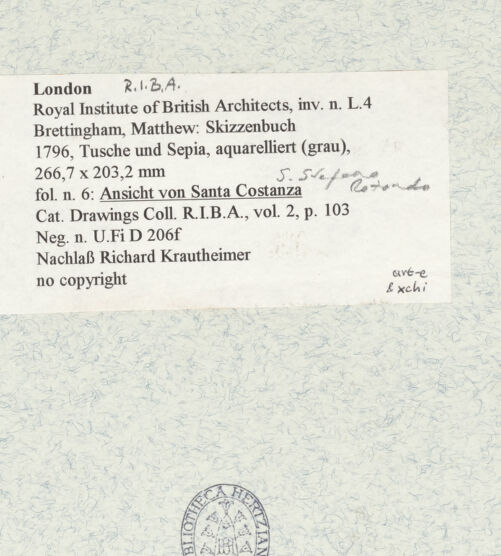 London R.I.B.A.
Royal Institute of British Architects, inv. n. L.4
Brettingham, Matthew: Skizzenbuch
1796, Tusche und Sepia, aquarelliert (grau),
266,7 x 203,2 mm
S. Stefano
Rotondo
fol. n. 6: Ansicht von Santa Costanza
Cat. Drawings Coll. R.I.B.A., vol. 2, p. 103
Neg. n. U.Fi D 206f
Nachlaß Richard Krautheimer
no copyright
art-e
BIBLIOTHECA HERTZIAN